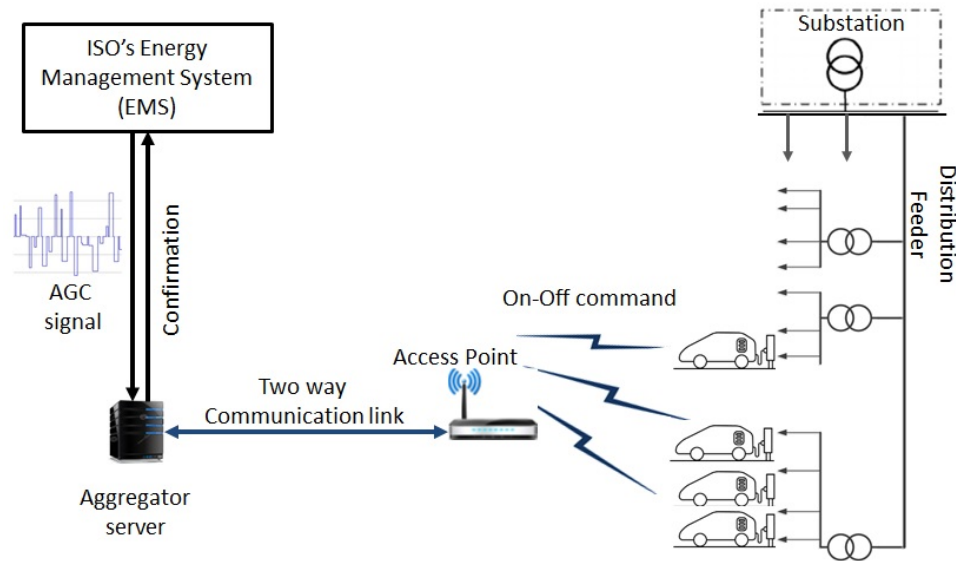 ISO's Energy
Management System
(EMS)
Substation
Distribution
Feeder
AGC
signal
Confirmation
On-Off command
Access Point
Two way
Communication link
Aggregator
server